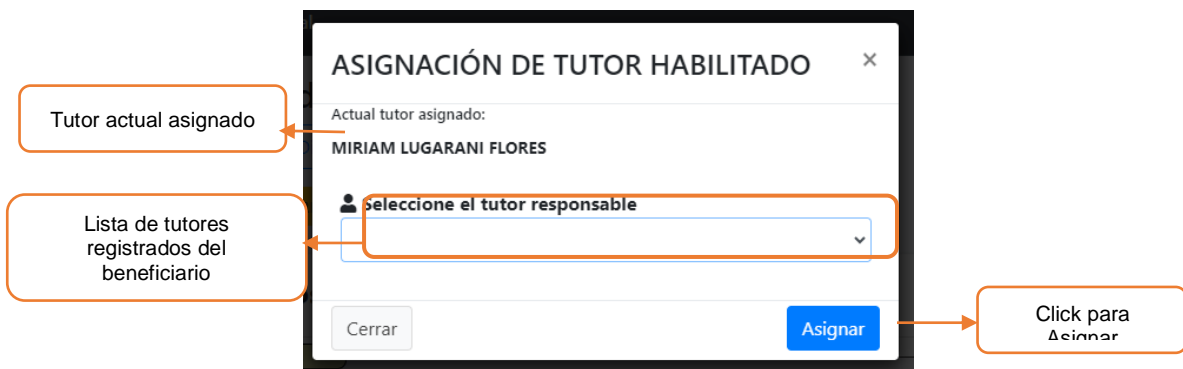 ASIGNACIÓN DE TUTOR HABILITADO ×
Tutor actual asignado
Actual tutor asignado:
MIRIAM LUGARANI FLORES
Seleccione el tutor responsable
Lista de tutores
registrados del
beneficiario
Cerrar
Asignar
Click para
Asignar